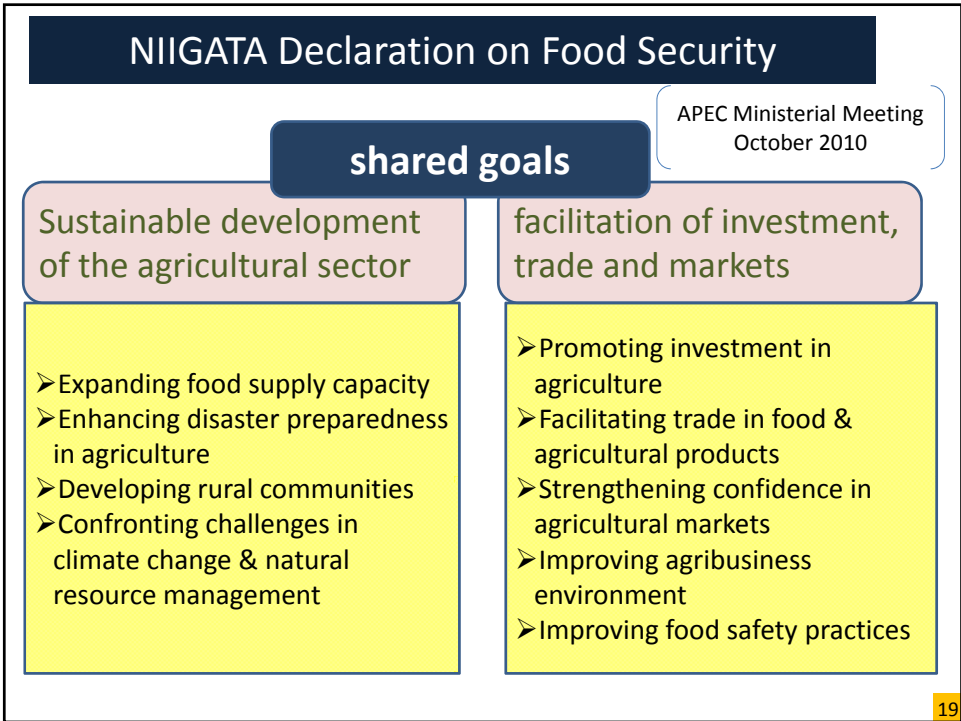 NIIGATA Declaration on Food Security
APEC Ministerial Meeting
October 2010
shared goals
Sustainable development
of the agricultural sector
➢Expanding food supply capacity
➢Enhancing disaster preparedness
in agriculture
➢Developing rural communities
➢Confronting challenges in
climate change & natural
resource management
facilitation of investment,
trade and markets
➢Promoting investment in
agriculture
➢Facilitating trade in food &
agricultural products
➢Strengthening confidence in
agricultural markets
➢Improving agribusiness
environment
➢Improving food safety practices
19